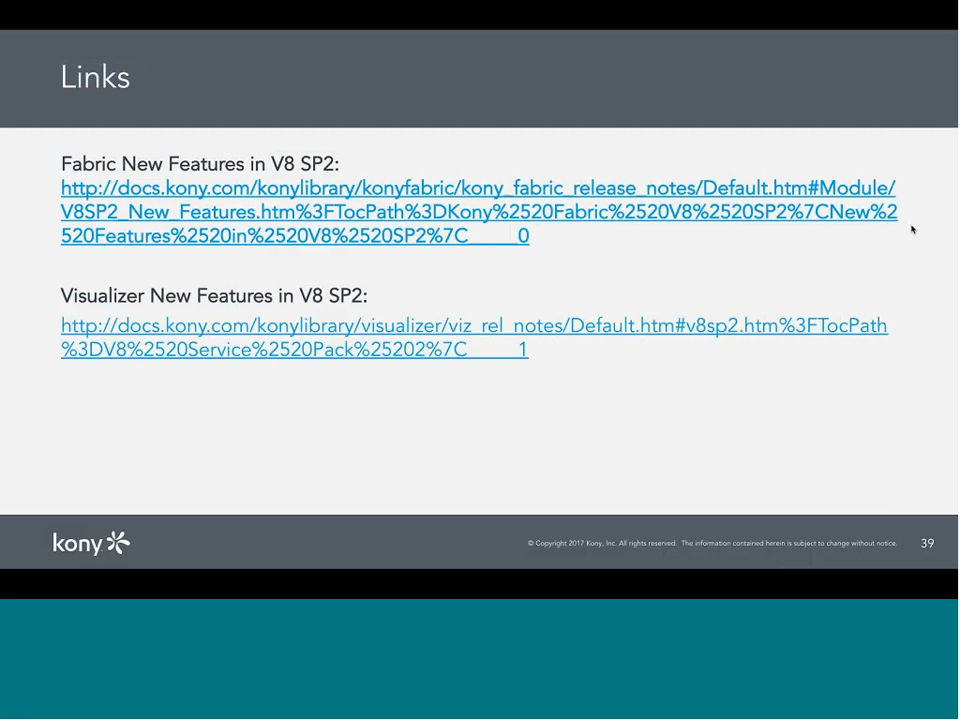 Links
Fabric New Features in V8 SP2:
http://docs.kony.com/konylibrary/konyfabric/kony_fabric_release_notes/Default.htm#Module/
V8SP2_New_Features.htm%3FTocPath%3DKony%2520Fabric%2520V8%2520SP2%7CNew%2
520Features%2520in%2520V8%2520SP2%7C_____0
Visualizer New Features in V8 SP2:
http://docs.kony.com/konylibrary/visualizer/viz_rel_notes/Default.htm#v8sp2.htm%3FTocPath
%3DV8%2520Service%2520Pack%25202%7C_____1
kony
© Copyright 2017 Kony, Inc. All rights reserved. The information contained herein is subject to change without notice.
39